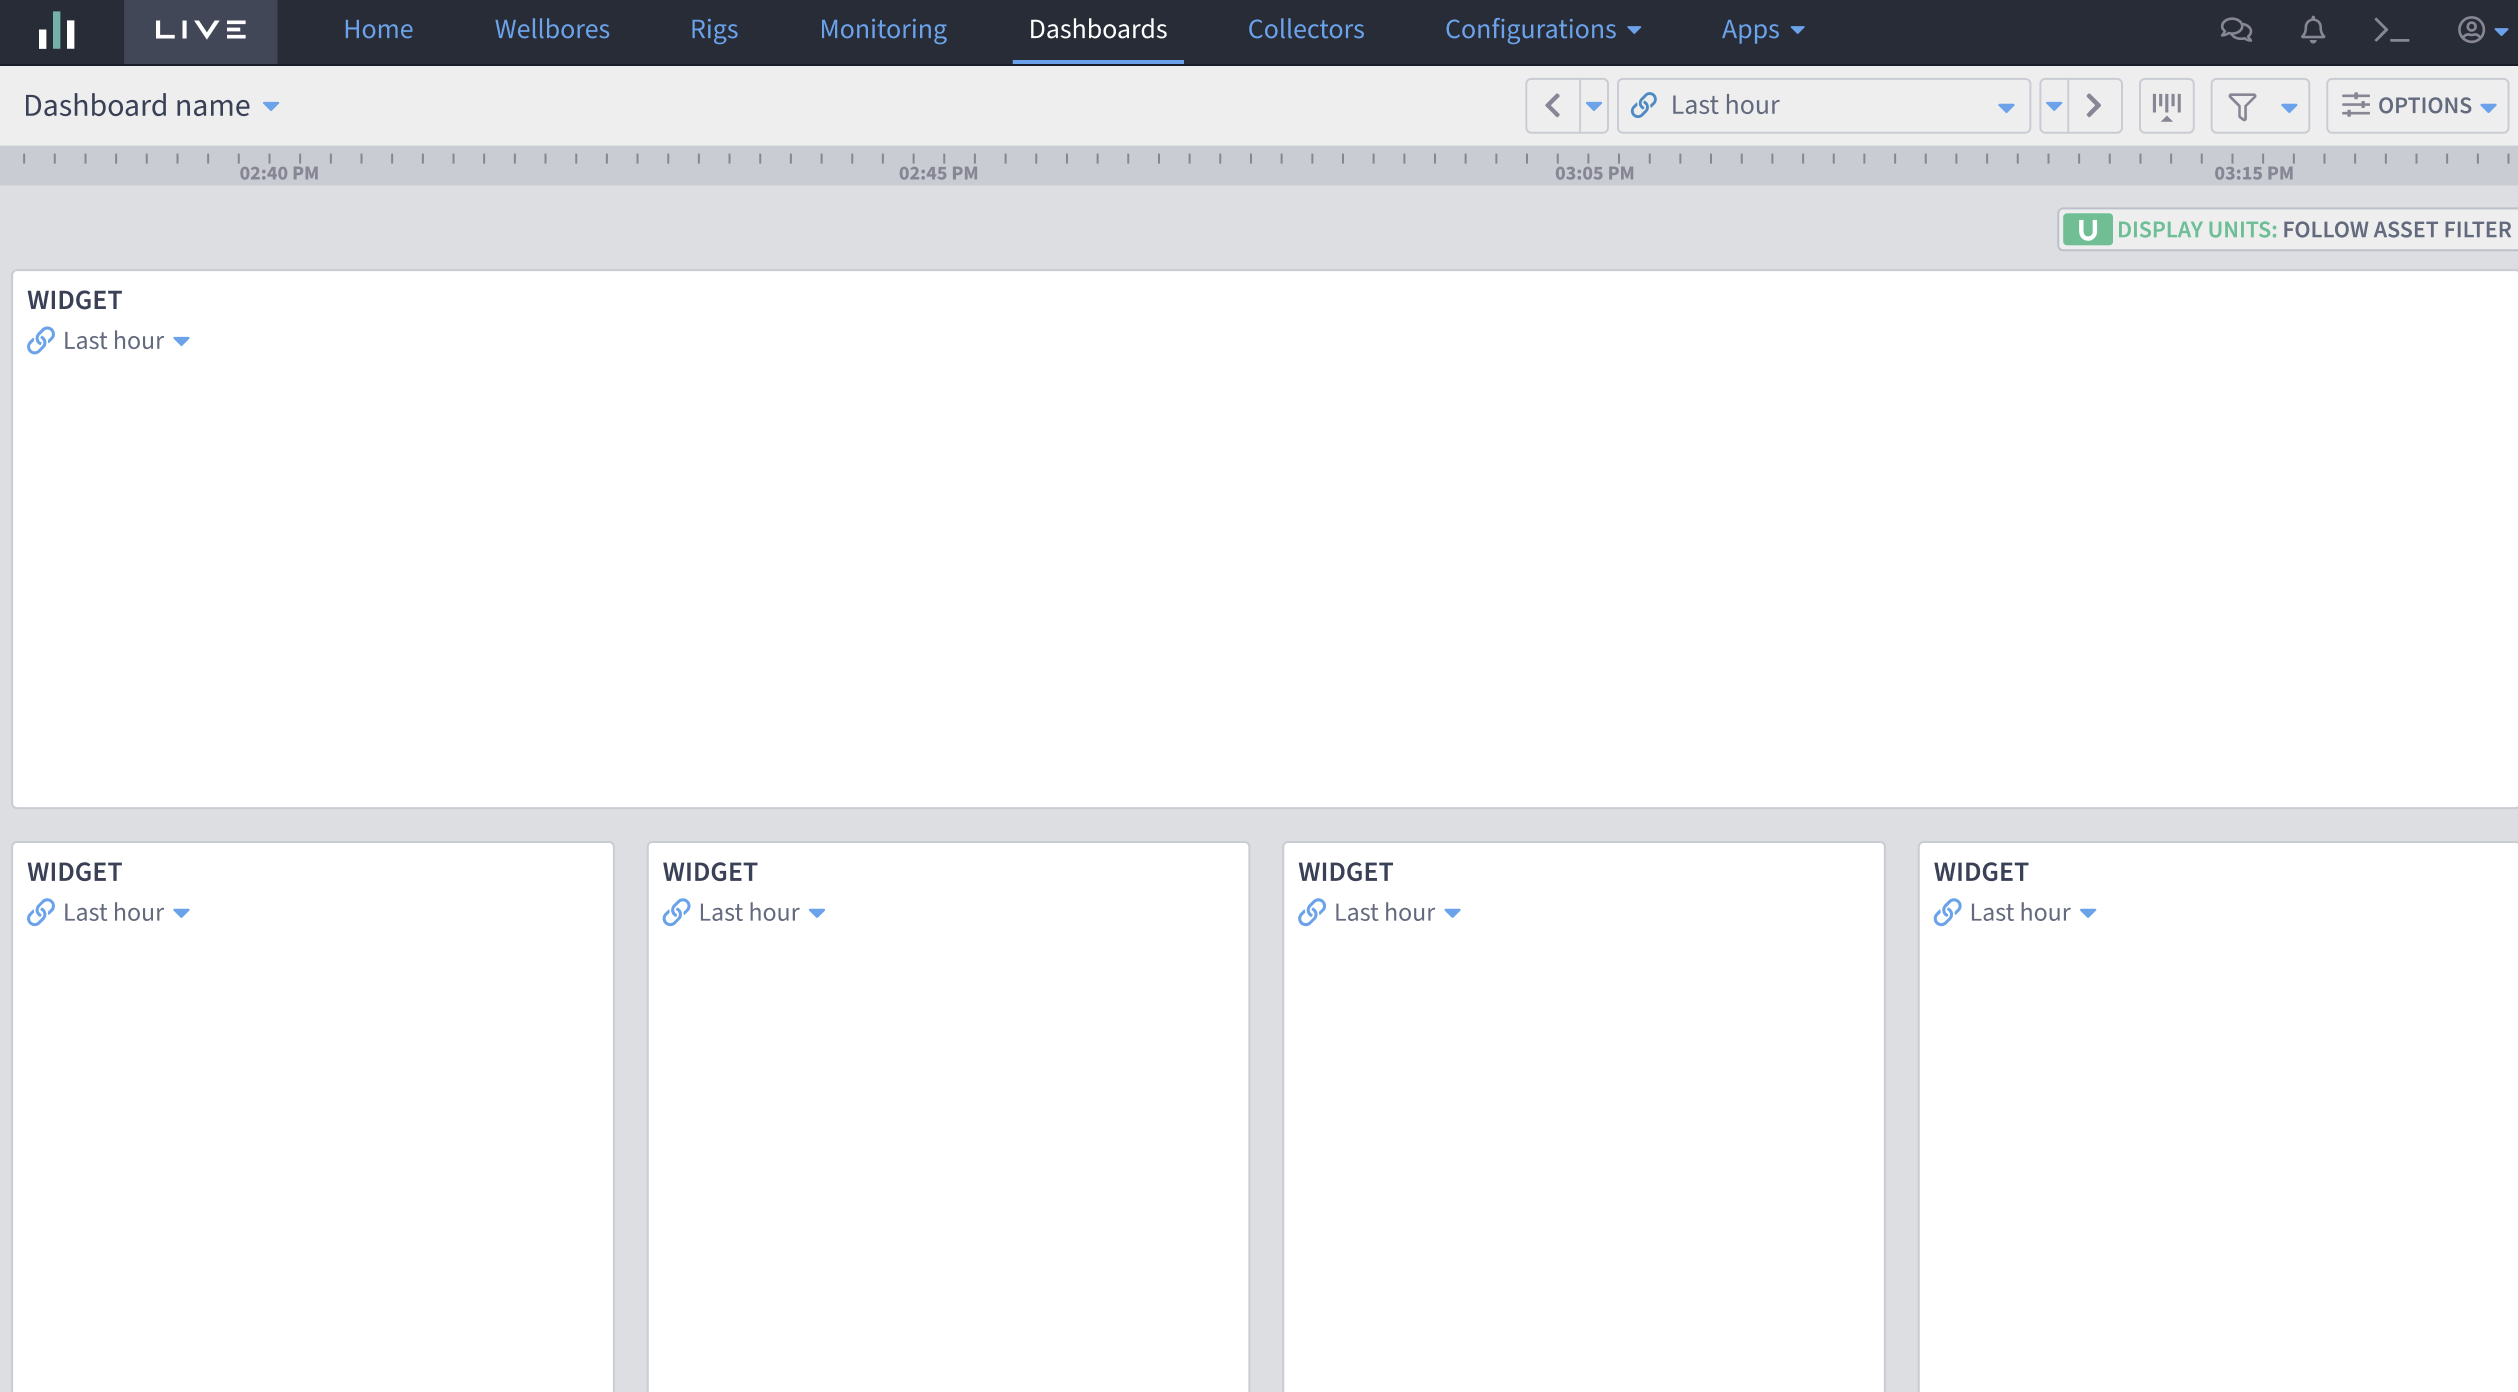 LIVE Home Wellbores Rigs Monitoring Dashboards Collectors Configurations Apps
Dashboard name Last hour OPTIONS
02:40 PM 02:45 PM 03:05 PM 03:15 PM
U DISPLAY UNITS: FOLLOW ASSET FILTER
WIDGET
Last hour
WIDGET WIDGET WIDGET WIDGET
Last hour Last hour Last hour Last hour